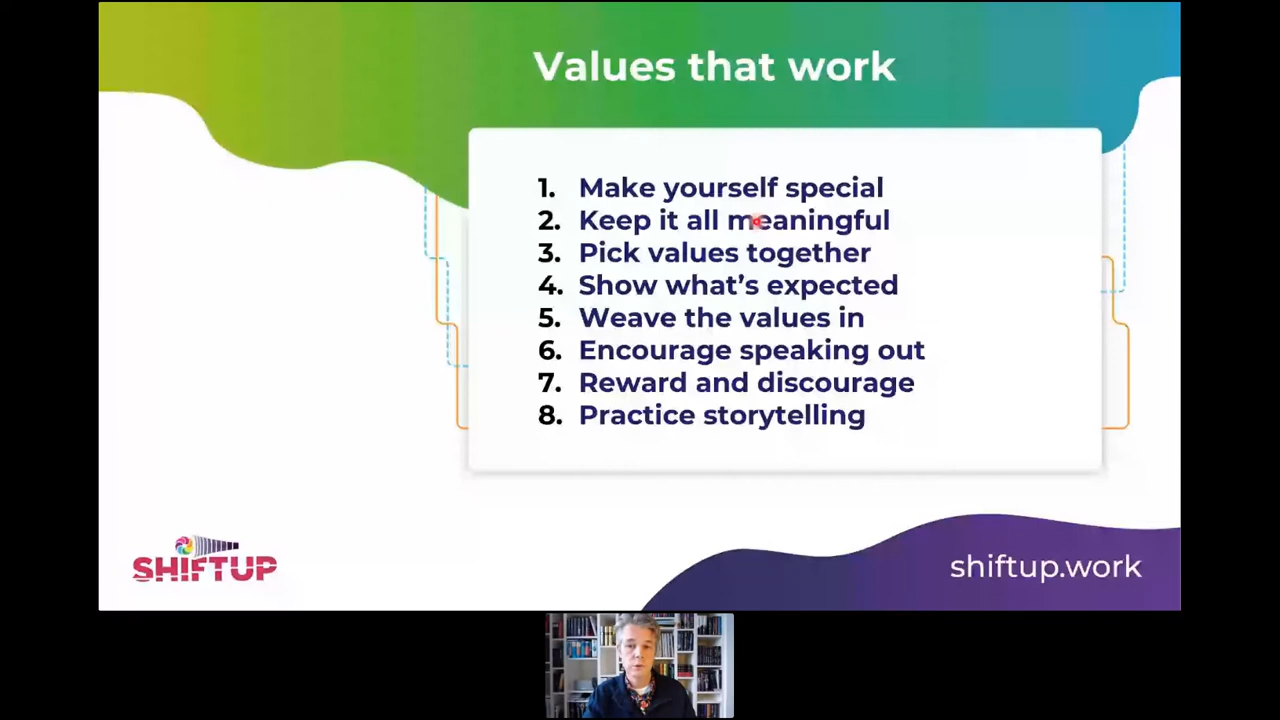 Values that work
1. Make yourself special
2. Keep it all meaningful
3. Pick values together
4. Show what's expected
5. Weave the values in
6. Encourage speaking out
7. Reward and discourage
8. Practice storytelling
SHIFTUP
shiftup.work